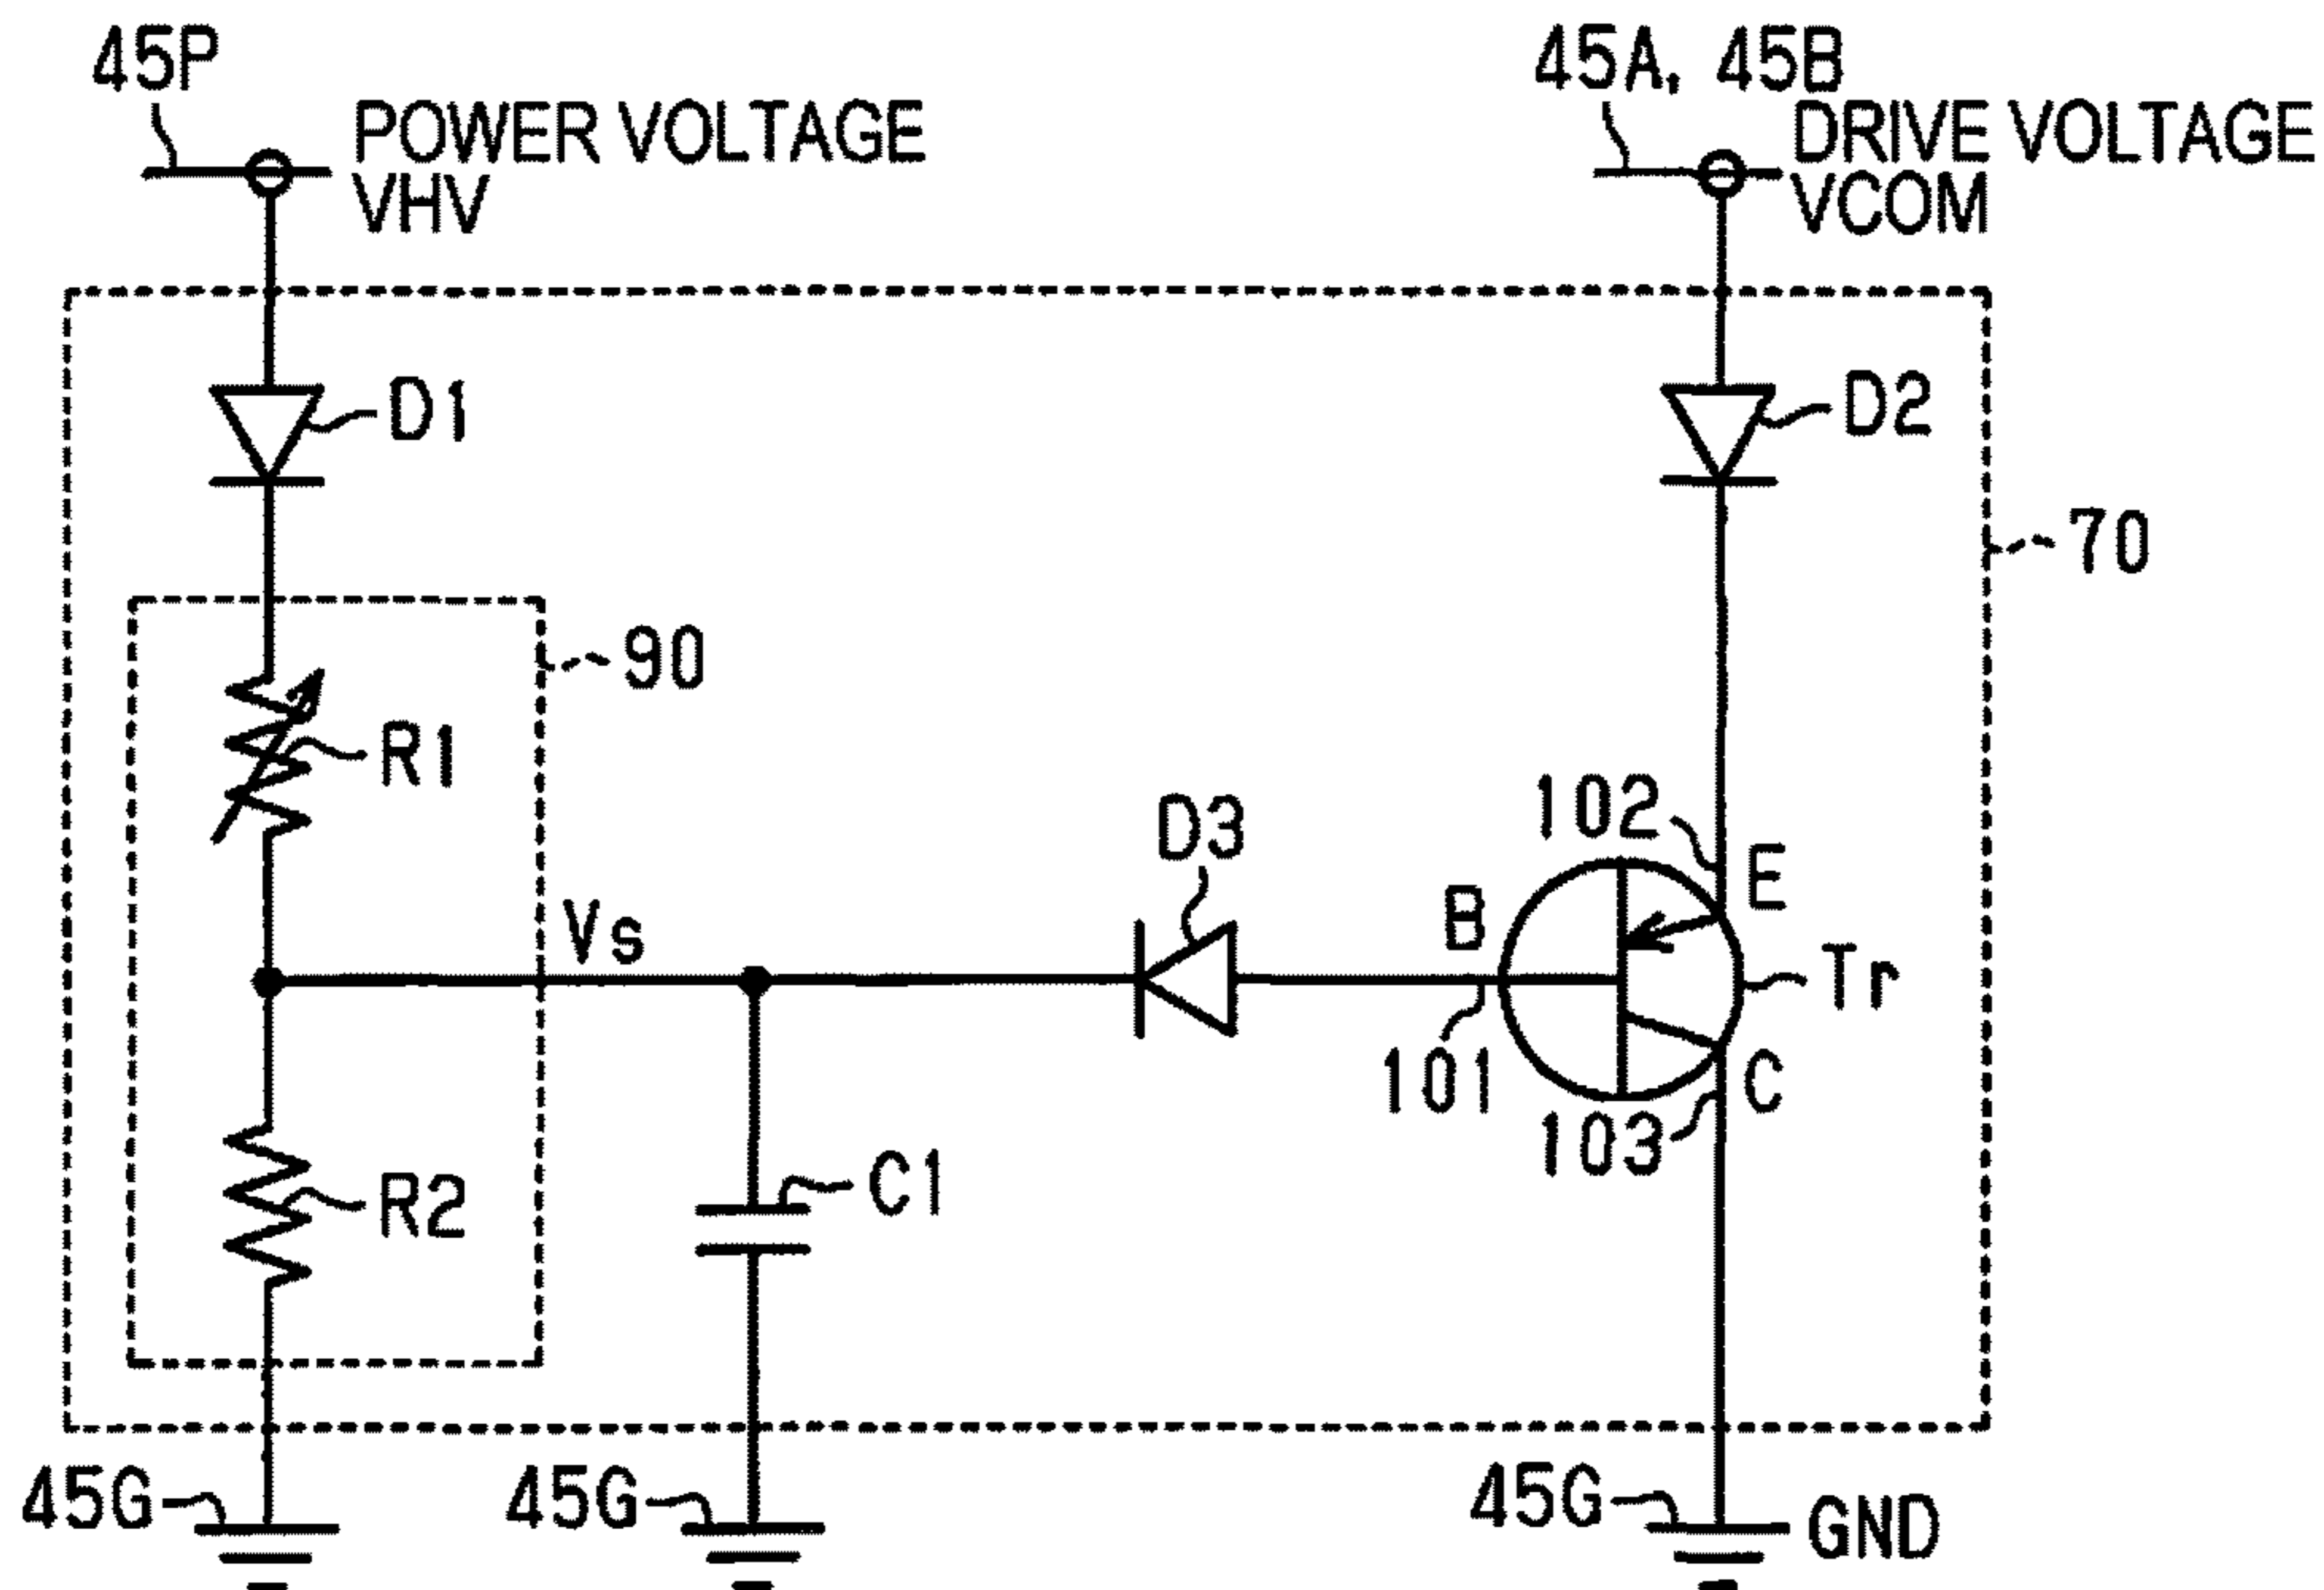 45P
POWER VOLTAGE
VHV
45A, 45B
DRIVE VOLTAGE
VCOM
D1
D2
70
90
R1
102
E
D3
B
Vs
Tr
101
C
103
R2
C1
45G
45G
45G
GND